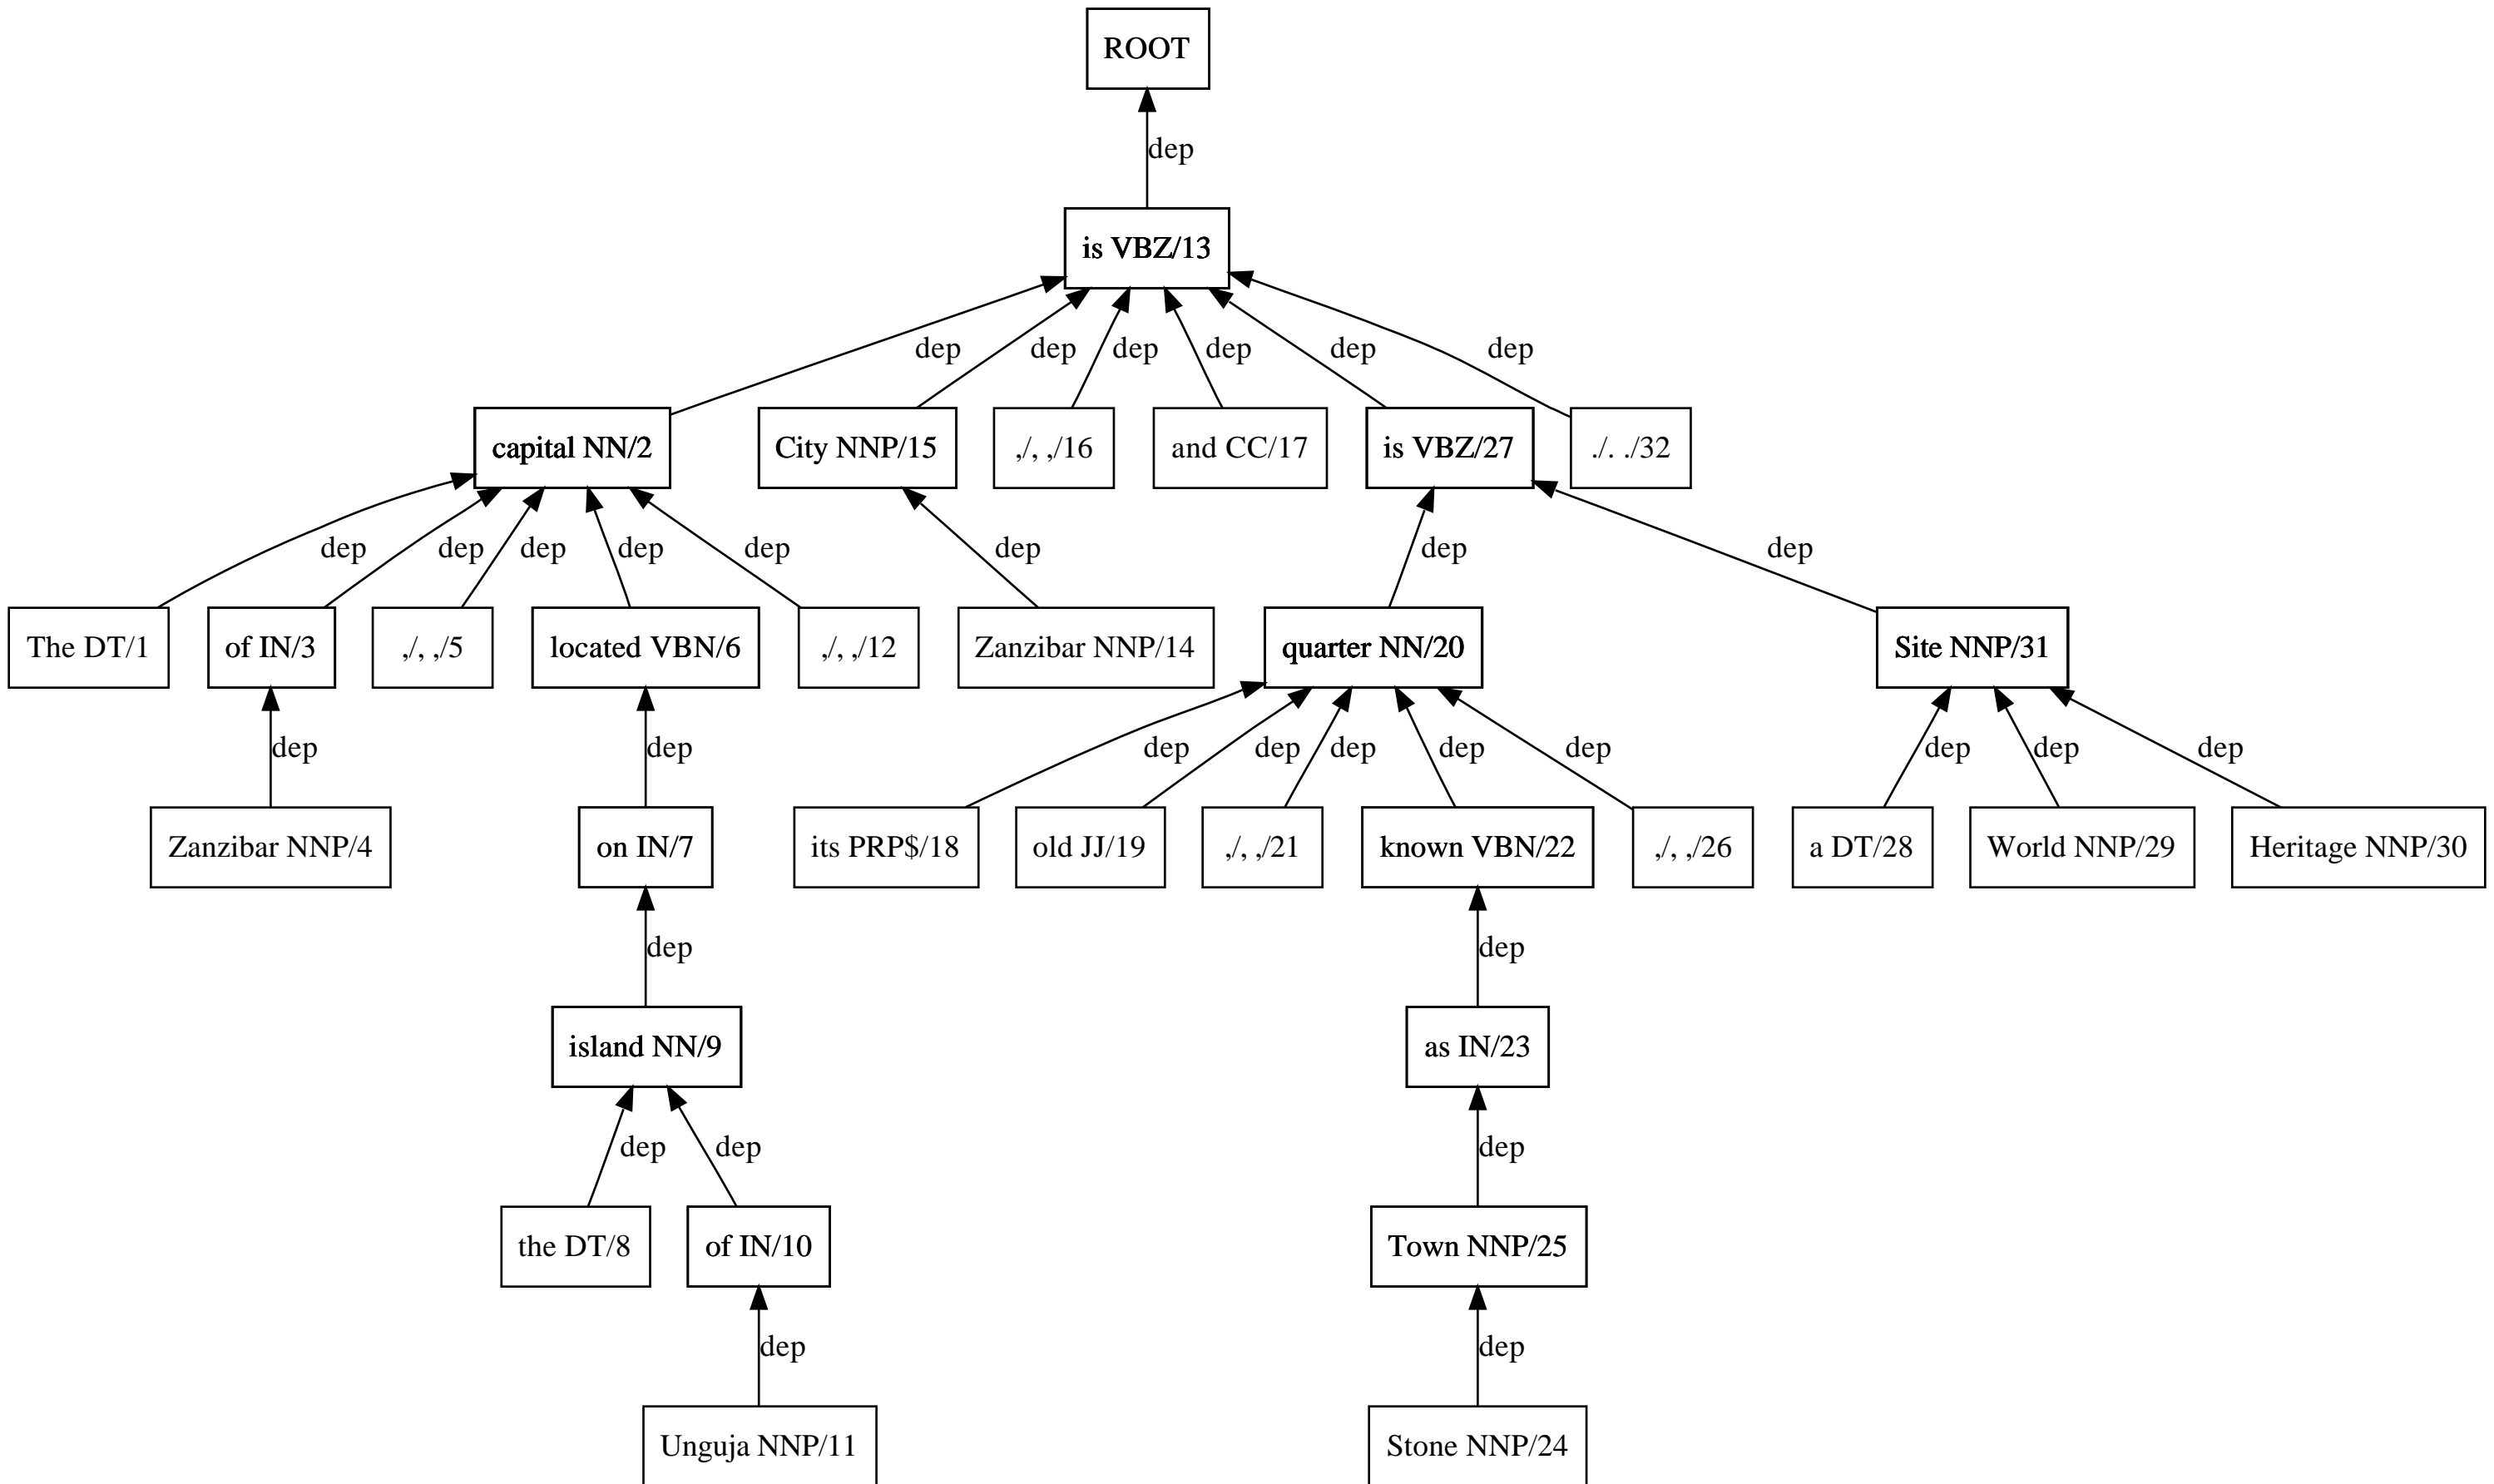 ROOT
dep
is VBZ/13
dep dep dep dep dep dep
capital NN/2 City NNP/15 ,/, ,/16 and CC/17 is VBZ/27 ./. ./32
dep dep dep dep dep dep dep dep
The DT/1 of IN/3 ,/, ,/5 located VBN/6 ,/, ,/12 Zanzibar NNP/14 quarter NN/20 Site NNP/31
dep dep dep dep dep dep dep dep dep dep
Zanzibar NNP/4 on IN/7 its PRP$/18 old JJ/19 ,/, ,/21 known VBN/22 ,/, ,/26 a DT/28 World NNP/29 Heritage NNP/30
dep dep
island NN/9 as IN/23
dep dep dep
the DT/8 of IN/10 Town NNP/25
dep dep
Unguja NNP/11 Stone NNP/24